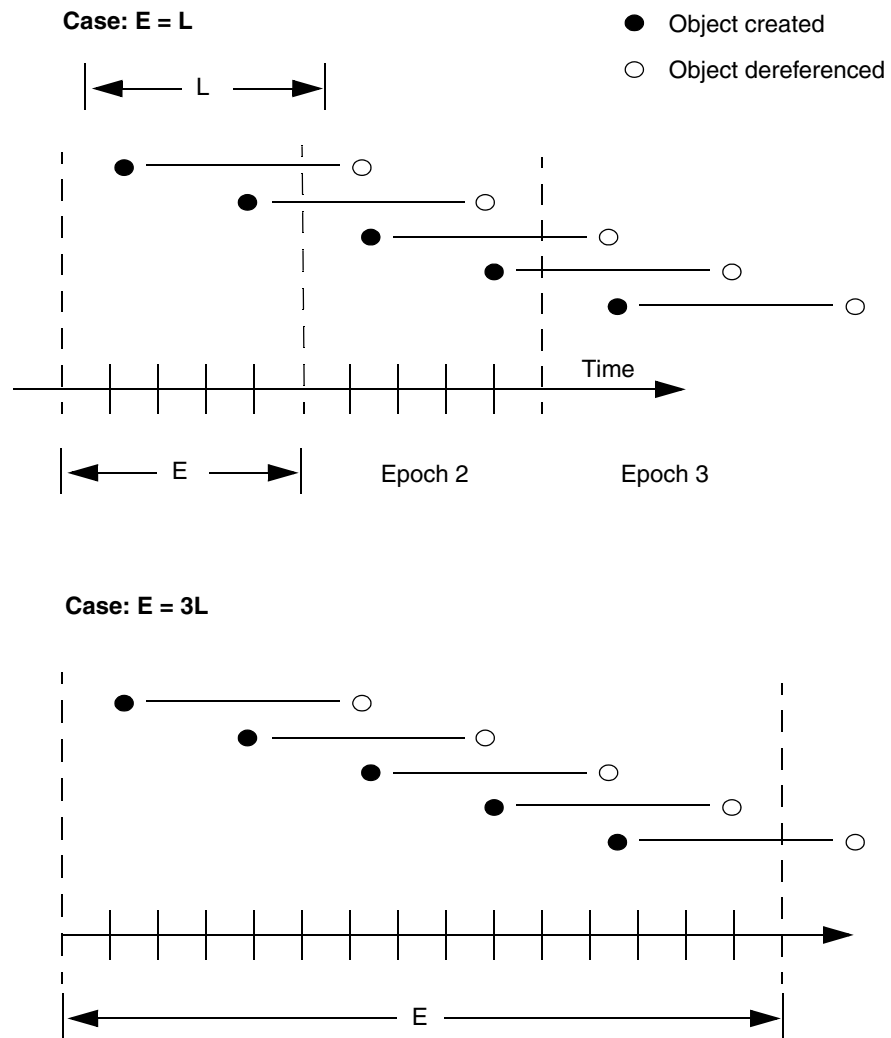 Case: E = L
Object created
Object dereferenced
L
Time
E
Epoch 2
Epoch 3
Case: E = 3L
E